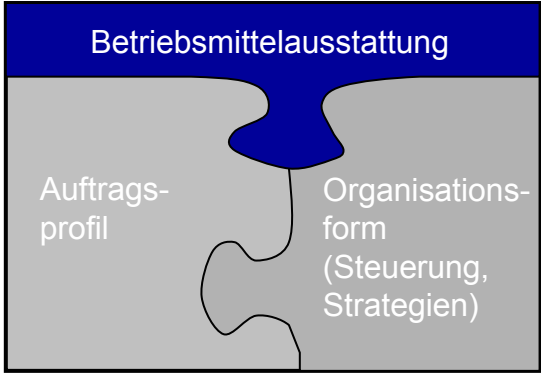 Betriebsmittelausstattung
Auftrags-
profil
Organisations-
form
(Steuerung,
Strategien)